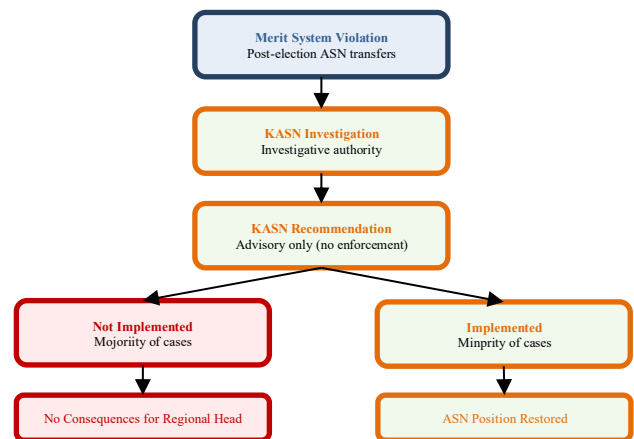 Merit System Violation
Post-election ASN transfers
KASN Investigation
Investigative authority
KASN Recommendation
Advisory only (no enforcement)
Not Implemented
Mojoriity of cases
Implemented
Minprity of cases
No Consequences for Regional Head
ASN Position Restored